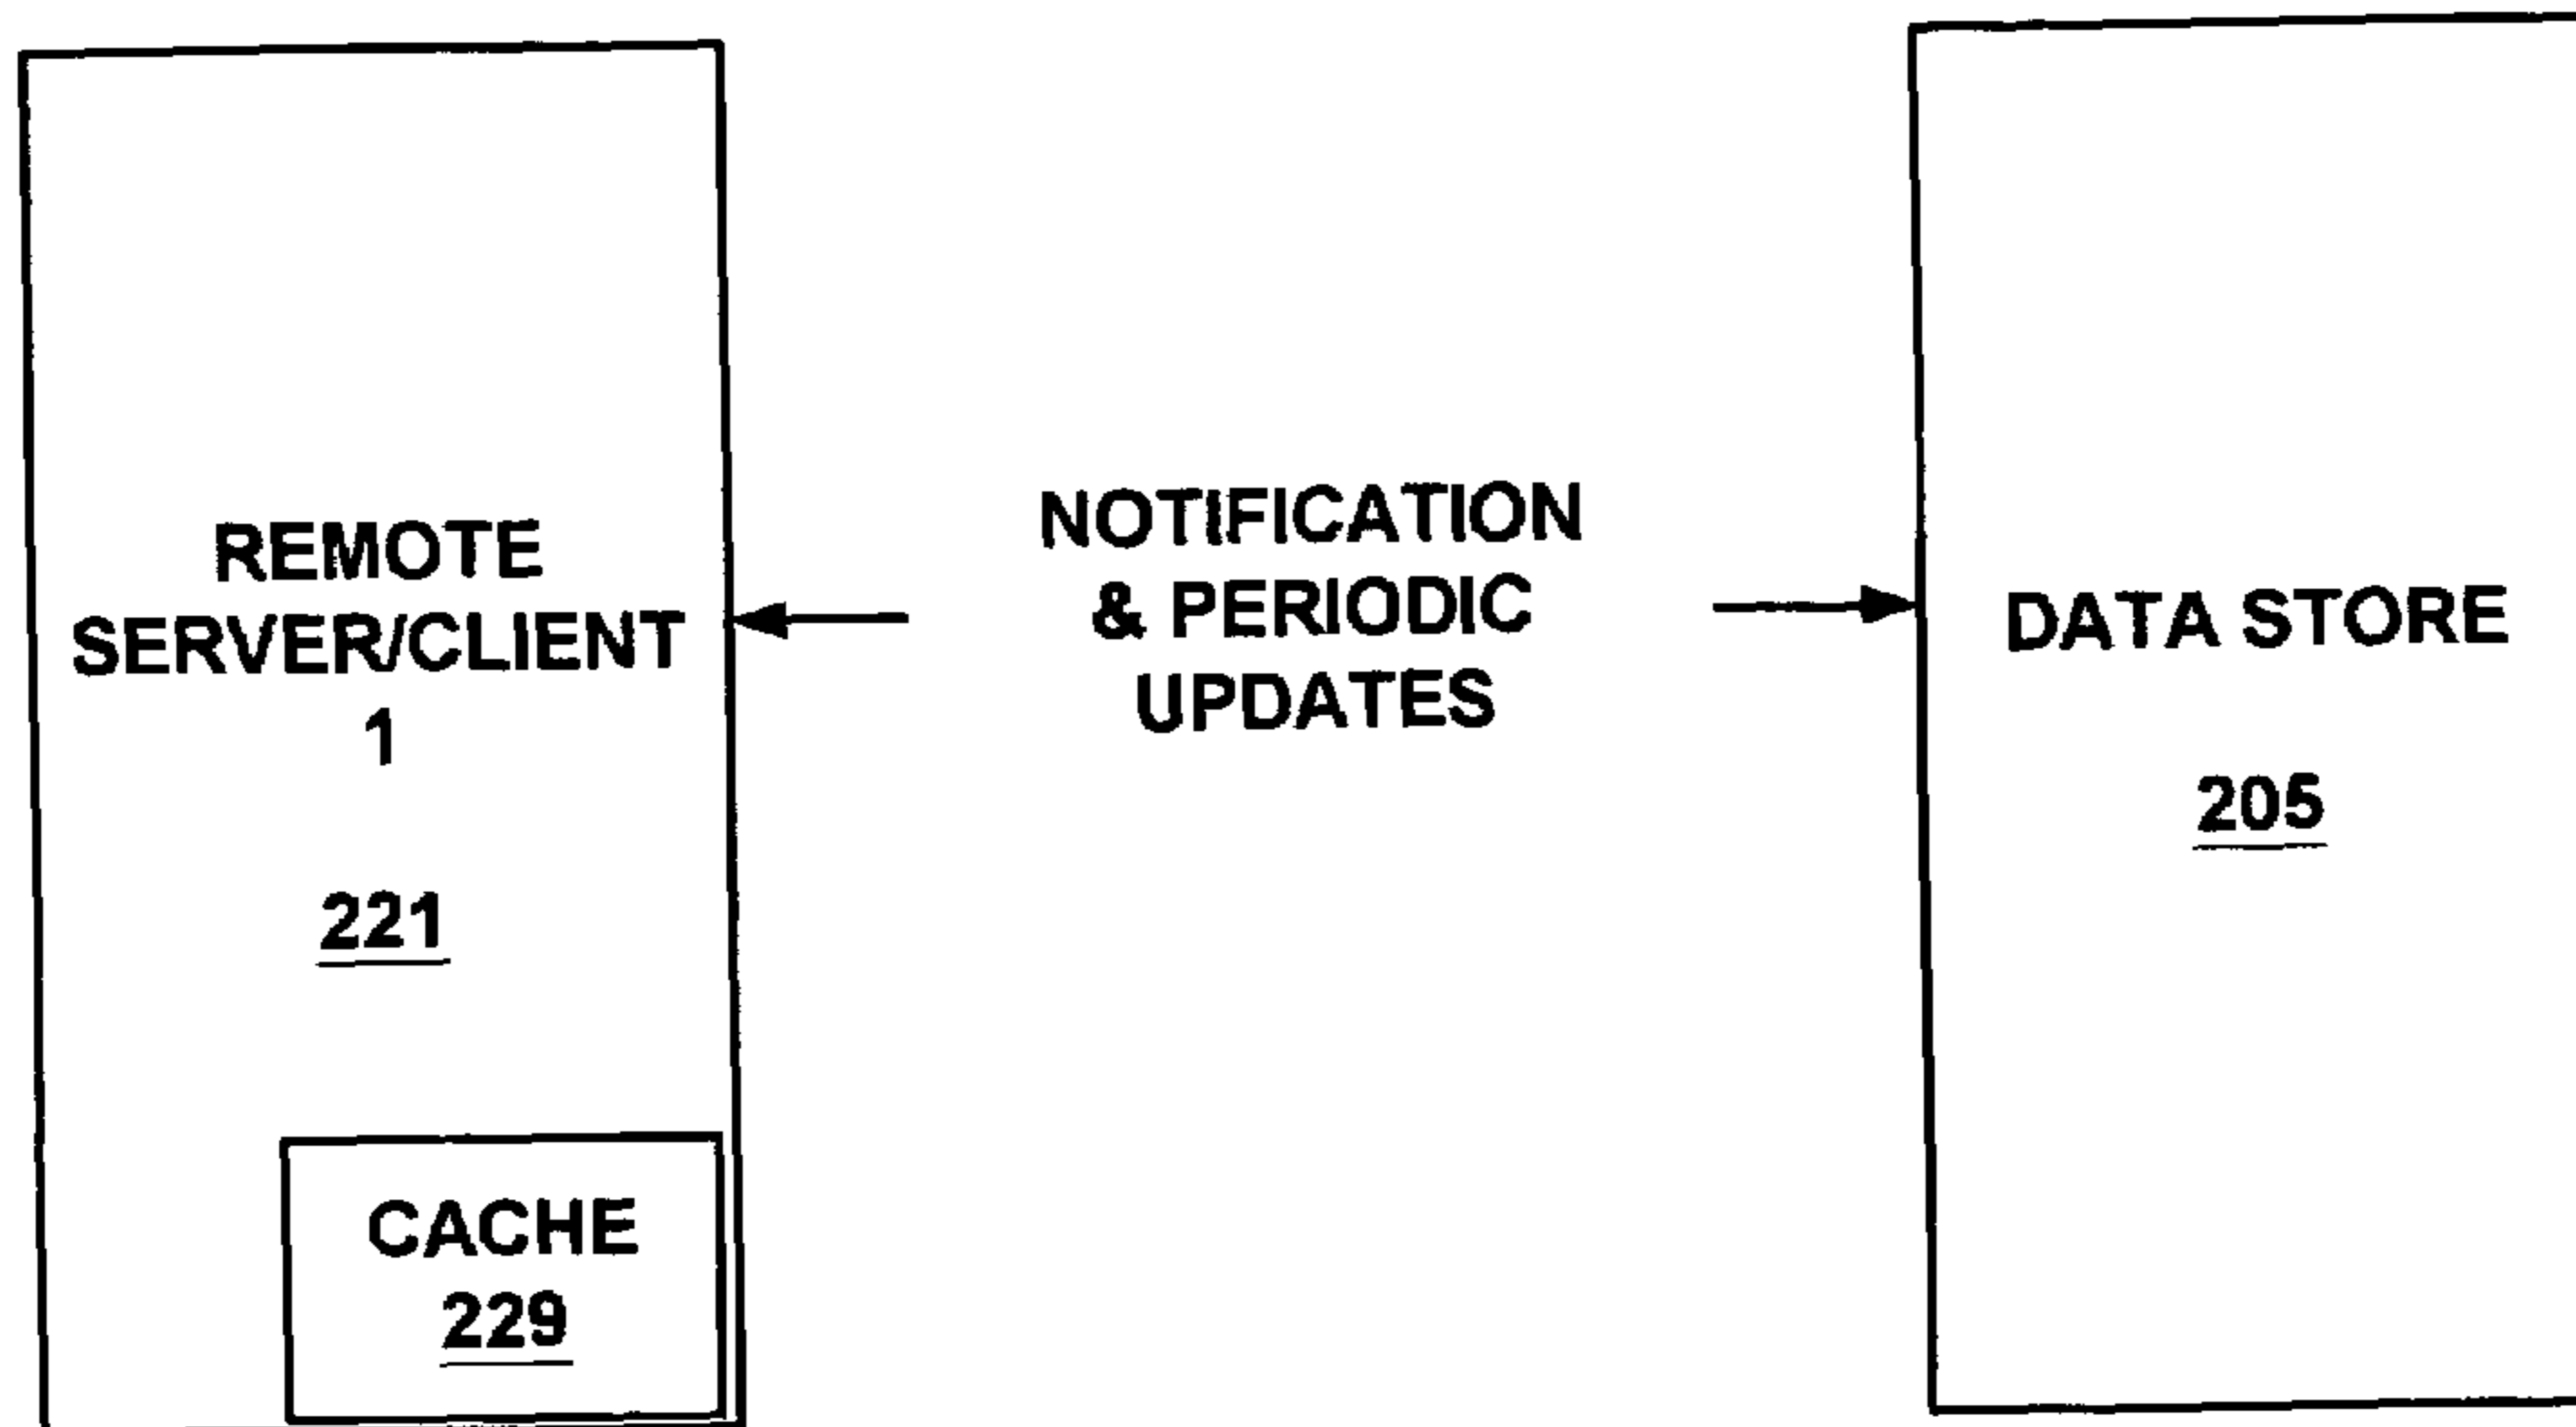 REMOTE
SERVER/CLIENT
1
221
CACHE
229
NOTIFICATION
& PERIODIC
UPDATES
DATA STORE
205